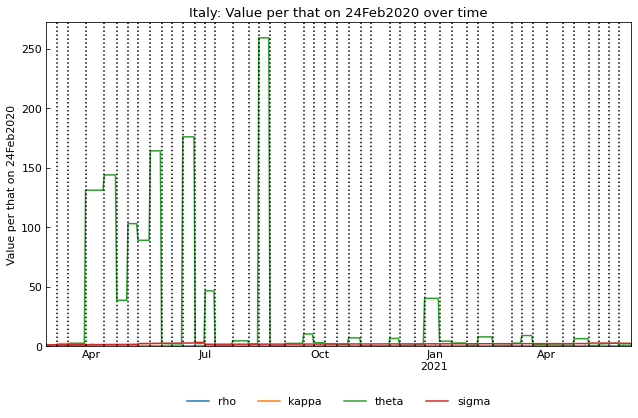 Italy: Value per that on 24Feb2020 over time
Value per that on 24Feb2020
250
200
150
100
50
0
Apr Jul Oct Jan Apr
2021
rho kappa theta sigma